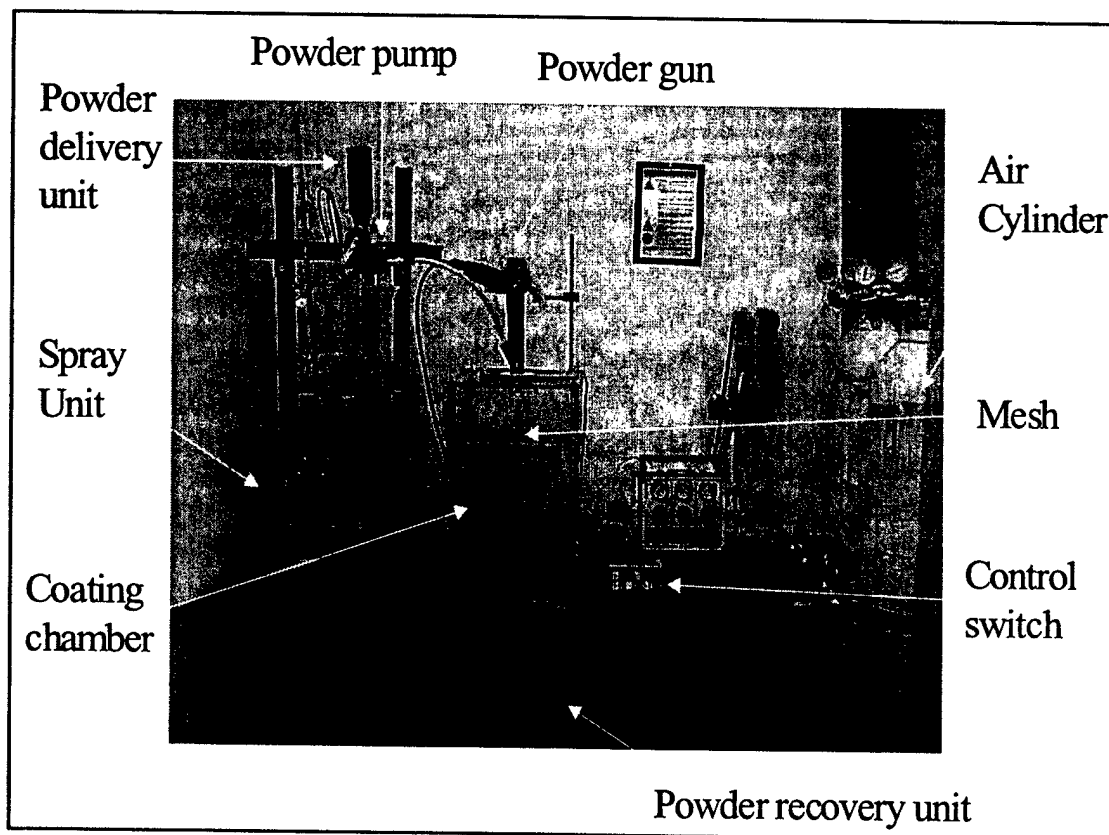 Powder pump
Powder gun
Powder
delivery
unit
Air
Cylinder
Spray
Unit
Mesh
Coating
chamber
Control
switch
Powder recovery unit